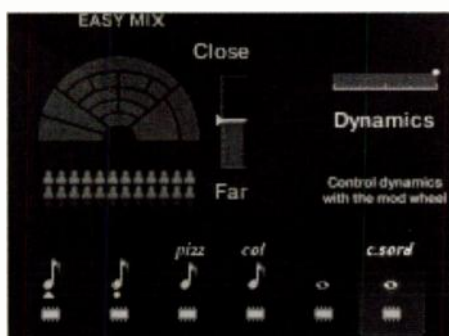 EASY MIX
Close
Dynamics
Far
Control dynamics
with the mod wheel
pizz col c.sord